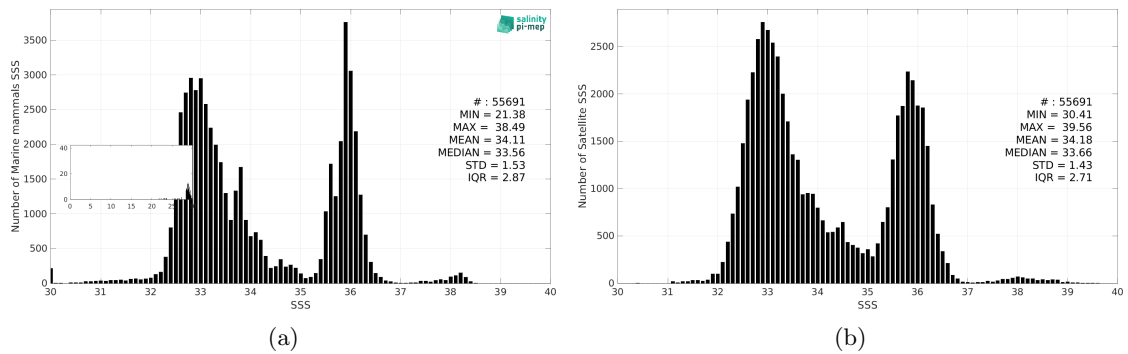 salinity
pi-mep
Number of Marine mammals SSS
3500
3000
2500
2000
1500
1000
500
0
# : 55691
MIN = 21.38
MAX = 38.49
MEAN = 34.11
MEDIAN = 33.56
STD = 1.53
IQR = 2.87
40
20
0
0 5 10 15 20 25
30 31 32 33 34 35 36 37 38 39 40
SSS
(a)
Number of Satellite SSS
2500
2000
1500
1000
500
0
# : 55691
MIN = 30.41
MAX = 39.56
MEAN = 34.18
MEDIAN = 33.66
STD = 1.43
IQR = 2.71
30 31 32 33 34 35 36 37 38 39 40
SSS
(b)